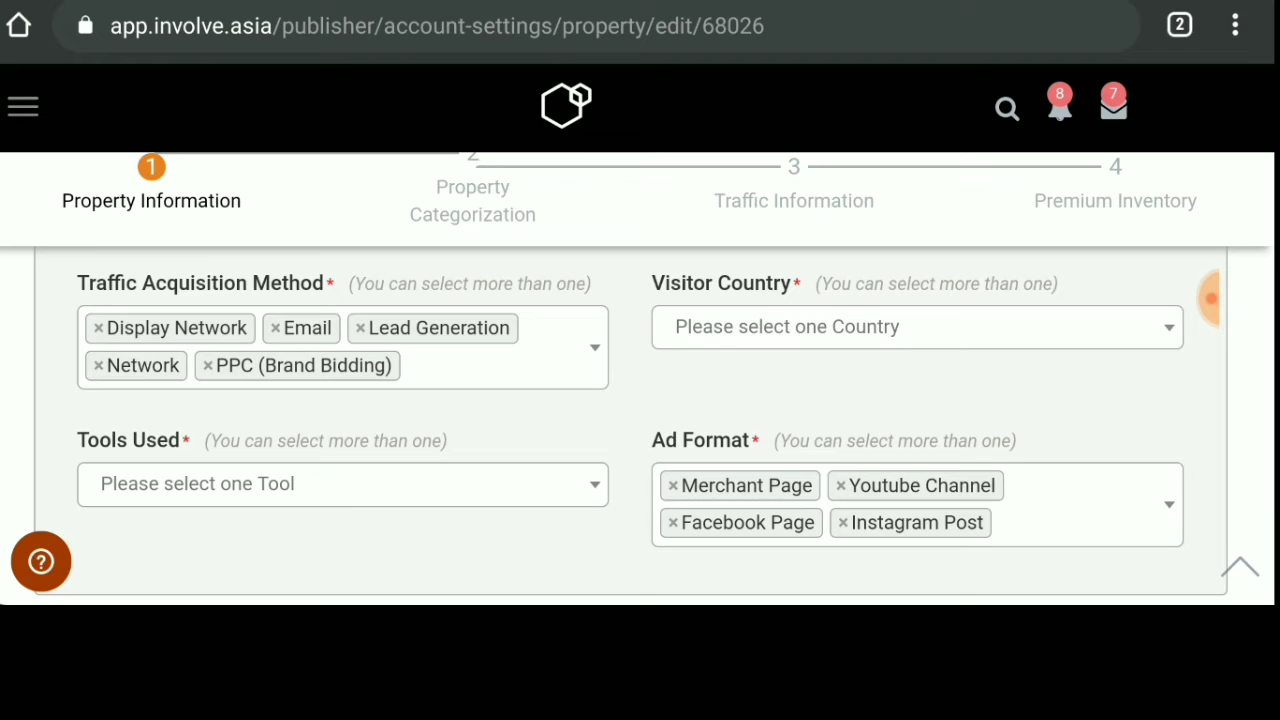 app.involve.asia/publisher/account-settings/property/edit/68026
2
8
7
1
2
3
4
Property Information
Property
Categorization
Traffic Information
Premium Inventory
Traffic Acquisition Method* (You can select more than one)
Visitor Country* (You can select more than one)
×Display Network ×Email ×Lead Generation
×Network ×PPC (Brand Bidding)
Please select one Country
Tools Used* (You can select more than one)
Ad Format* (You can select more than one)
Please select one Tool
×Merchant Page ×Youtube Channel
×Facebook Page ×Instagram Post
?